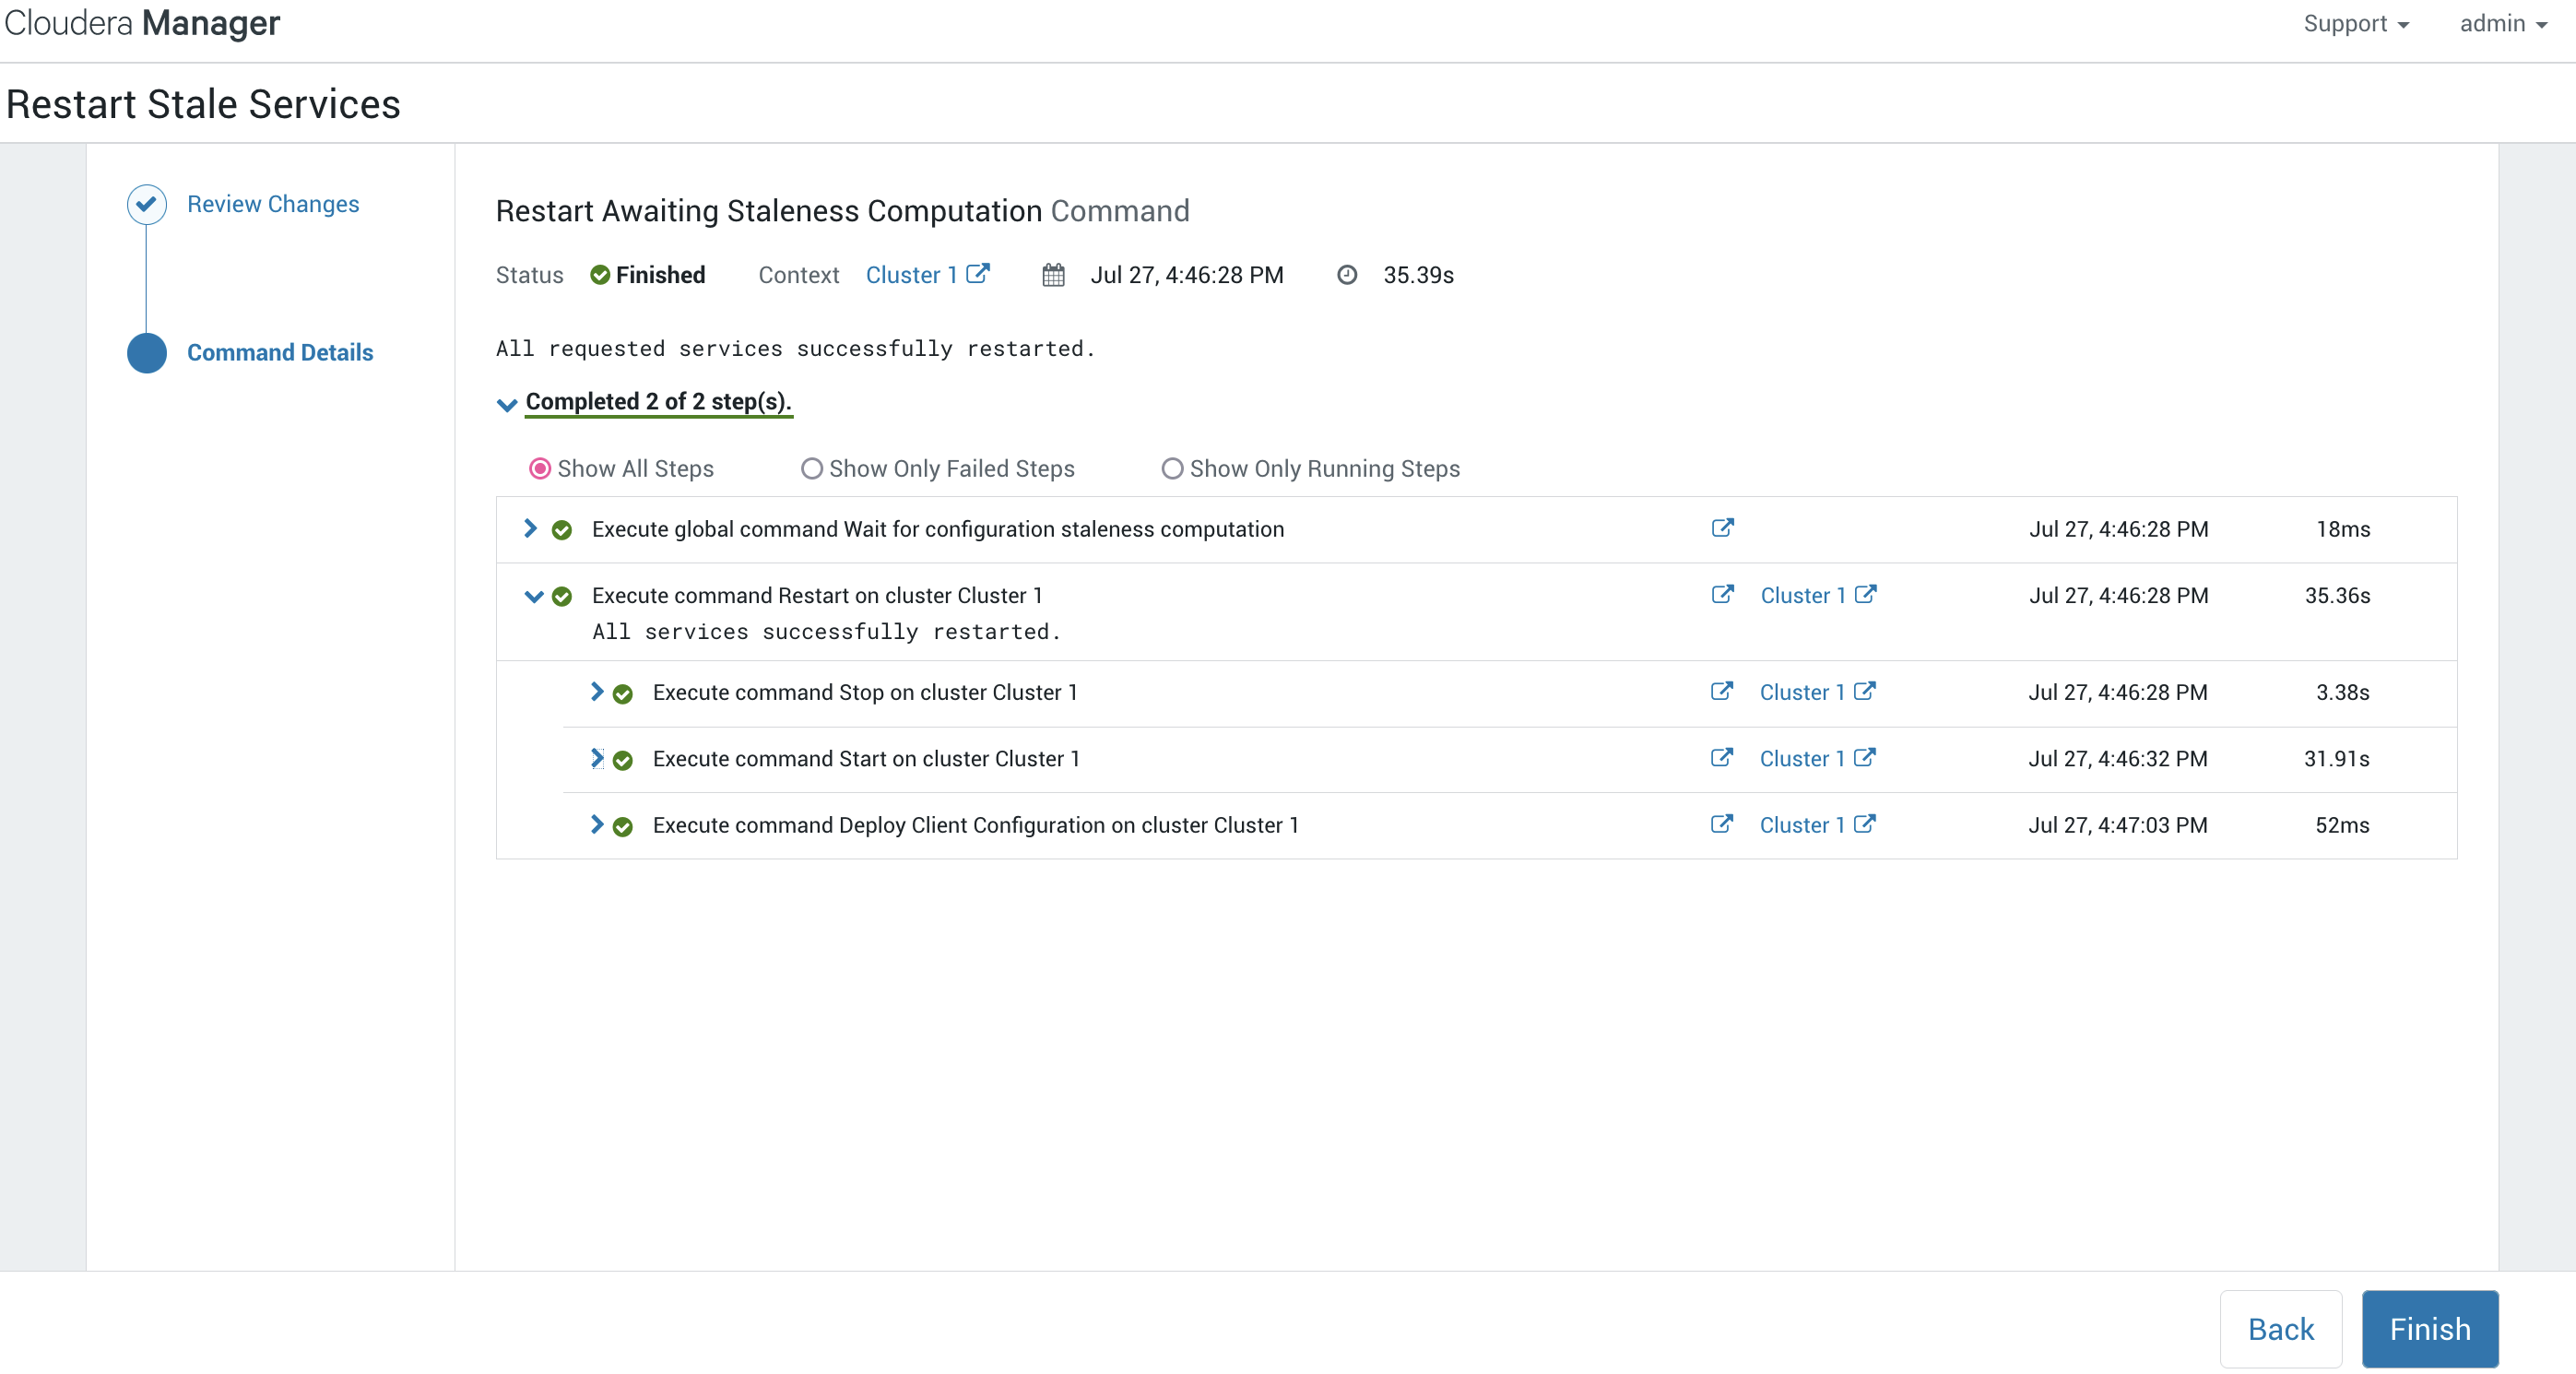 Cloudera Manager
Support
admin
Restart Stale Services
Review Changes
Command Details
Restart Awaiting Staleness Computation Command
Status Finished Context Cluster 1 Jul 27, 4:46:28 PM 35.39s
All requested services successfully restarted.
Completed 2 of 2 step(s).
Show All Steps Show Only Failed Steps Show Only Running Steps
Execute global command Wait for configuration staleness computation Jul 27, 4:46:28 PM 18ms
Execute command Restart on cluster Cluster 1 Cluster 1 Jul 27, 4:46:28 PM 35.36s
All services successfully restarted.
Execute command Stop on cluster Cluster 1 Cluster 1 Jul 27, 4:46:28 PM 3.38s
Execute command Start on cluster Cluster 1 Cluster 1 Jul 27, 4:46:32 PM 31.91s
Execute command Deploy Client Configuration on cluster Cluster 1 Cluster 1 Jul 27, 4:47:03 PM 52ms
Back
Finish